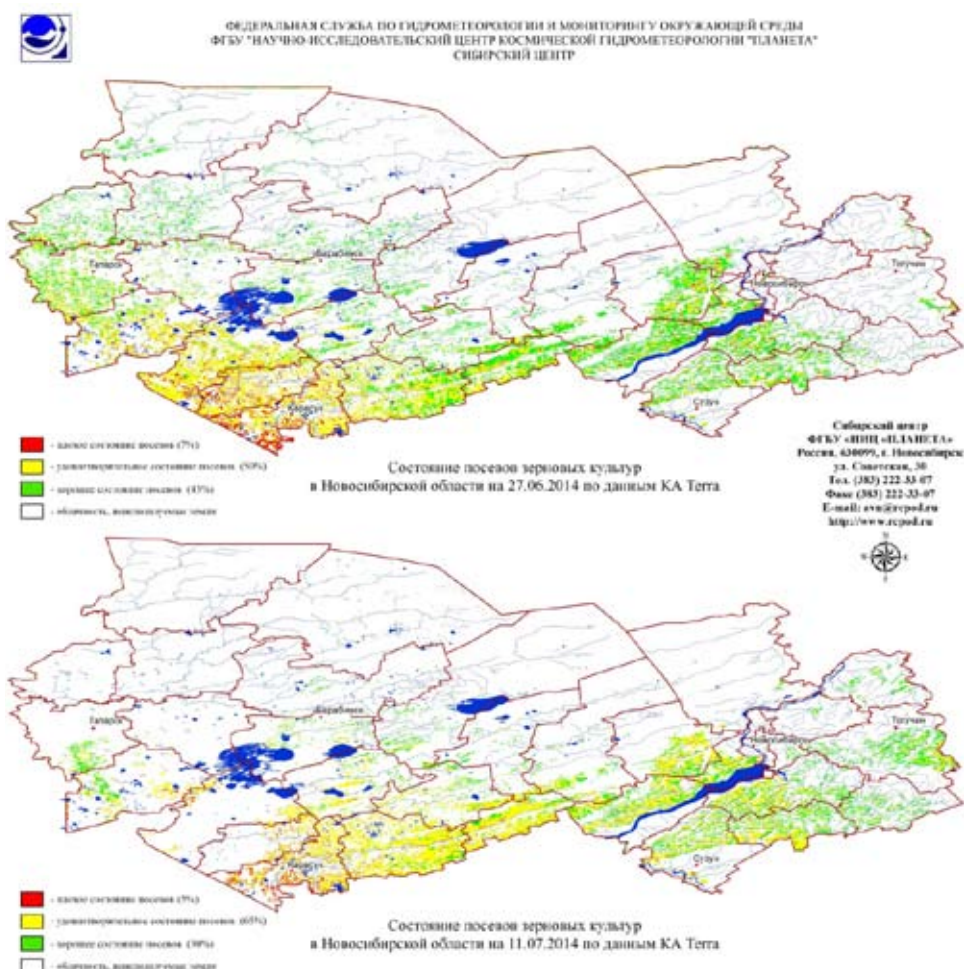 ФЕДЕРАЛЬНАЯ СЛУЖБА ПО ГИДРОМЕТЕОРОЛОГИИ И МОНИТОРИНГУ ОКРУЖАЮЩЕЙ СРЕДЫ
ФГБУ "НАУЧНО-ИССЛЕДОВАТЕЛЬСКИЙ ЦЕНТР КОСМИЧЕСКОЙ ГИДРОМЕТЕОРОЛОГИИ "ПЛАНЕТА"
СИБИРСКИЙ ЦЕНТР
Татарск
Барабинск
Новосибирск
Тогучин
Карасук
Сузун
- плохое состояние посевов (7%)
- удовлетворительное состояние посевов (50%)
- хорошее состояние посевов (43%)
- облачность, неиспользуемые земли
Состояние посевов зерновых культур
в Новосибирской области на 27.06.2014 по данным КА Terra
Сибирский центр
ФГБУ «НИЦ «ПЛАНЕТА»
Россия, 630099, г. Новосибирск
ул. Советская, 30
Тел. (383) 222-33-07
Факс (383) 222-33-07
E-mail: avn@rcpod.ru
http://www.rcpod.ru
N
W
E
S
Татарск
Барабинск
Новосибирск
Тогучин
Карасук
Сузун
- плохое состояние посевов (5%)
- удовлетворительное состояние посевов (65%)
- хорошее состояние посевов (30%)
- облачность, неиспользуемые земли
Состояние посевов зерновых культур
в Новосибирской области на 11.07.2014 по данным КА Terra